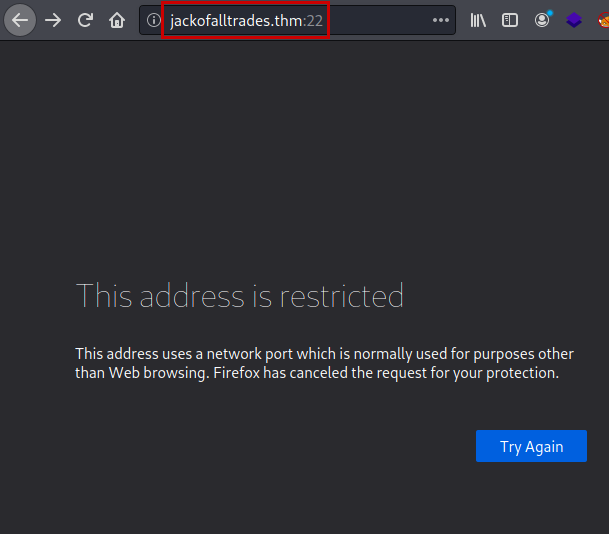 jackofalltrades.thm:22
This address is restricted
This address uses a network port which is normally used for purposes other
than Web browsing. Firefox has canceled the request for your protection.
Try Again